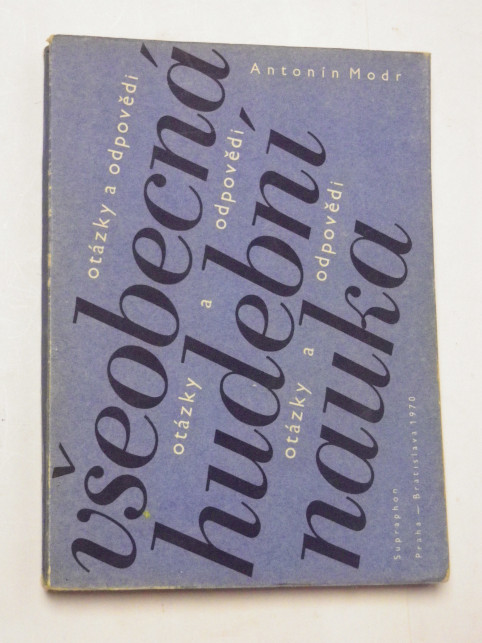 Antonín Modr
všeobecná
otázky a odpovědi
hudební
otázky a odpovědi
nauka
otázky a odpovědi
Supraphon
Praha — Bratislava 1970